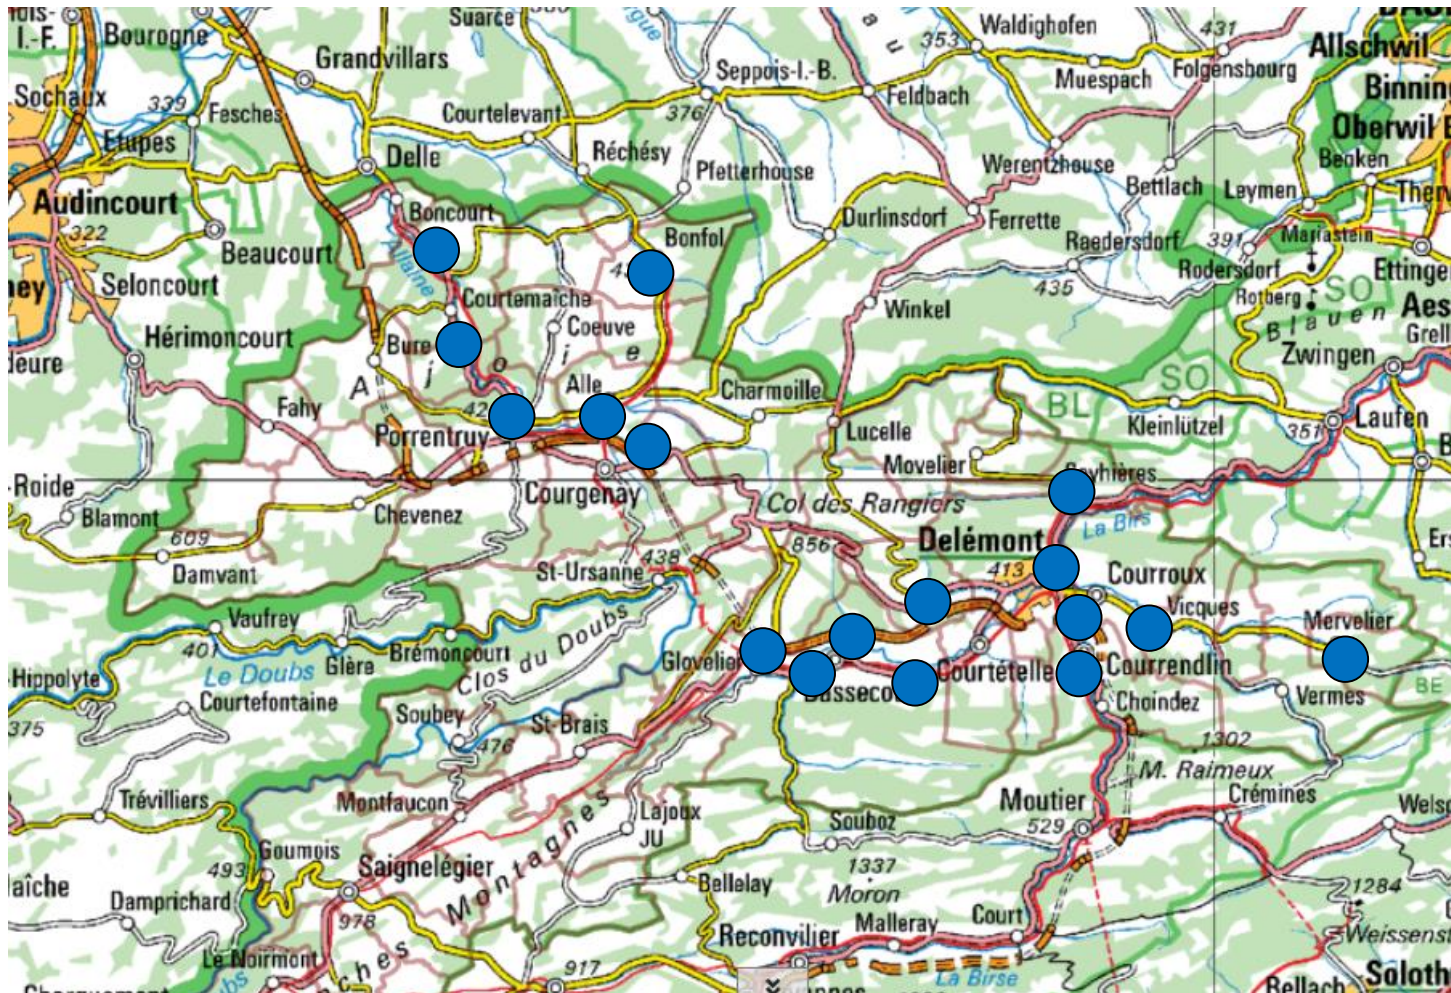 I.-F.
Bourogne
Suarce
Grandvillars
Waldighofen
353
431
Allschwil
Seppois-I.-B.
Muespach
Folgensbourg
Sochaux
339
Fesches
Courtelevant
376
Feldbach
Oberwil
Etupes
Delle
Réchésy
Pfetterhouse
Werentzhouse
Benken
Bettlach
Leymen
Audincourt
322
Boncourt
Durlinsdorf
Ferrette
Beaucourt
Bonfol
Raedersdorf
391
Mariastein
Seloncourt
Allaine
435
Rodersdorf
Courtemaîche
Winkel
Rotberg
SO
Coeuve
Blauen
Hérimoncourt
Bure
Zwingen
A j o i e
Alle
Charmoille
SO
BL
Fahy
Porrentruy
Lucelle
Kleinlützel
351
Laufen
Movelier
Courgenay
Col des Rangiers
Blamont
Chevenez
La Birs
609
856
Delémont
413
Damvant
438
St-Ursanne
Courroux
Vaufrey
Vicques
Mervelier
401
Le Doubs
Glère
Brémoncourt
Clos du Doubs
Glovelier
Courtételle
Courrendlin
Hippolyte
Courtefontaine
Soubey
St-Brais
Choindez
Vermes
BE
375
476
1302
M. Raimeux
Trévilliers
Montfaucon
Lajoux
JU
Moutier
529
Crémines
Souboz
493
Goumois
Saignelégier
Montagnes
1337
Moron
Bellelay
1284
Damprichard
978
Malleray
Court
Reconvilier
Le Noirmont
917
La Birse
Bellach